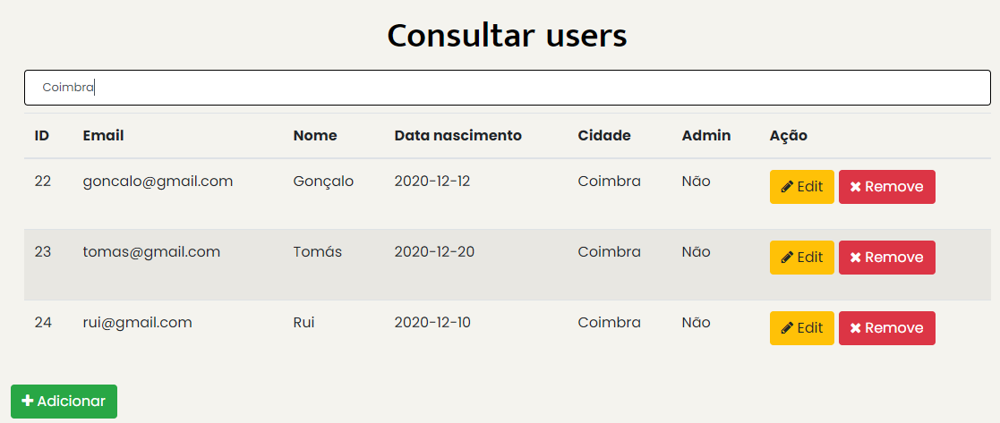 Consultar users
Coimbra
ID Email Nome Data nascimento Cidade Admin Ação
22 goncalo@gmail.com Gonçalo 2020-12-12 Coimbra Não Edit Remove
23 tomas@gmail.com Tomás 2020-12-20 Coimbra Não Edit Remove
24 rui@gmail.com Rui 2020-12-10 Coimbra Não Edit Remove
Adicionar